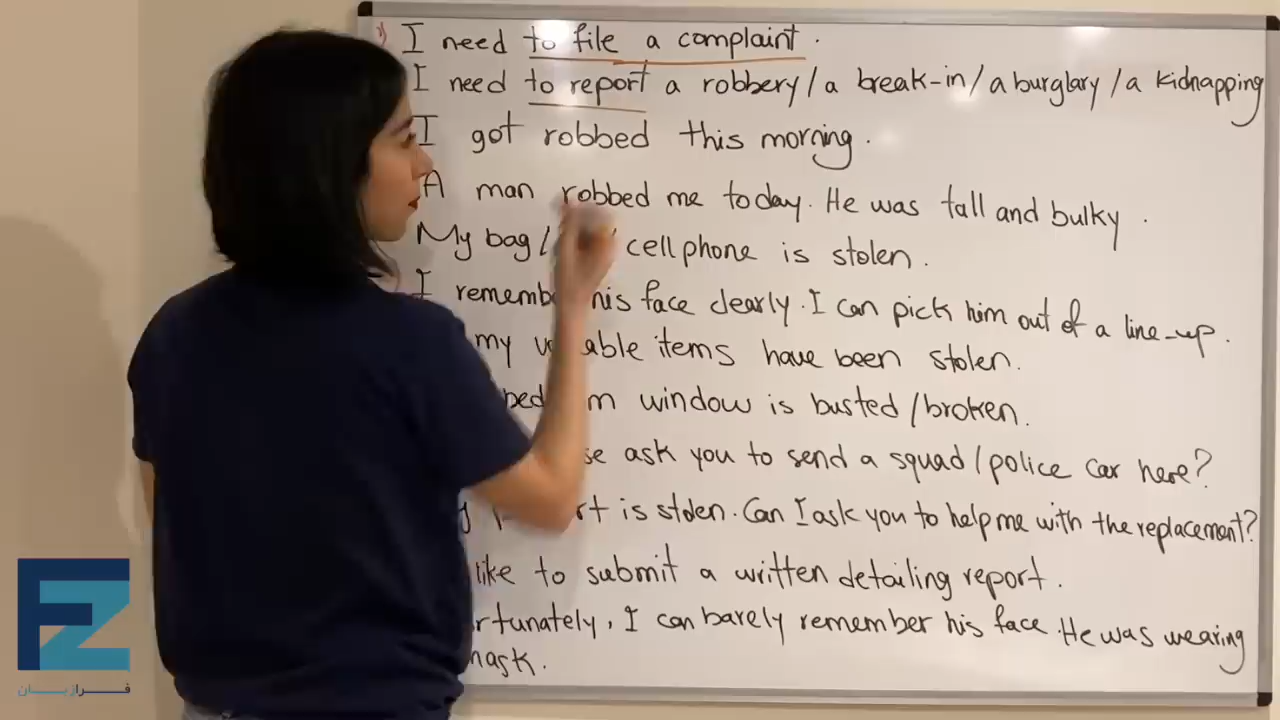 I need to file a complaint.
I need to report a robbery/a break-in/a burglary/a kidnapping
I got robbed this morning.
A man robbed me today. He was tall and bulky.
My bag/ cellphone is stolen.
I remember his face clearly. I can pick him out of a line-up.
my items have been stolen.
window is busted/broken.
ask you to send a squad/police car here?
is stolen. Can I ask you to help me with the replacement?
like to submit a written detailing report.
I can barely remember his face. He was wearing
FZ
فرازبان